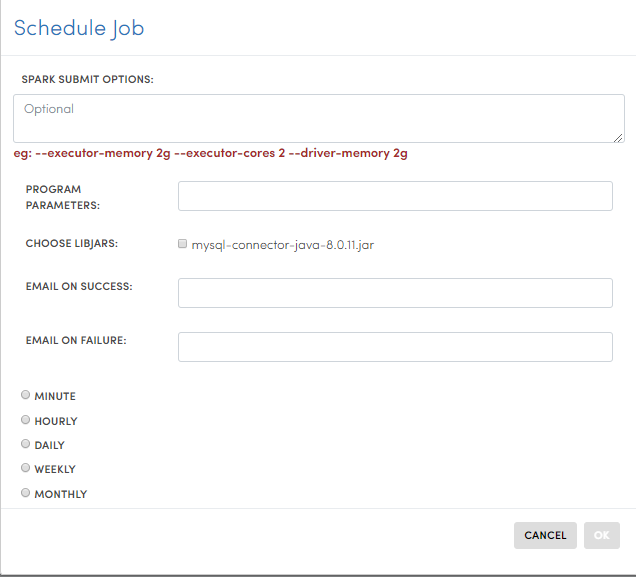 Schedule Job
SPARK SUBMIT OPTIONS:
Optional
eg: --executor-memory 2g --executor-cores 2 --driver-memory 2g
PROGRAM
PARAMETERS:
CHOOSE LIBJARS:
mysql-connector-java-8.0.11.jar
EMAIL ON SUCCESS:
EMAIL ON FAILURE:
MINUTE
HOURLY
DAILY
WEEKLY
MONTHLY
CANCEL
OK